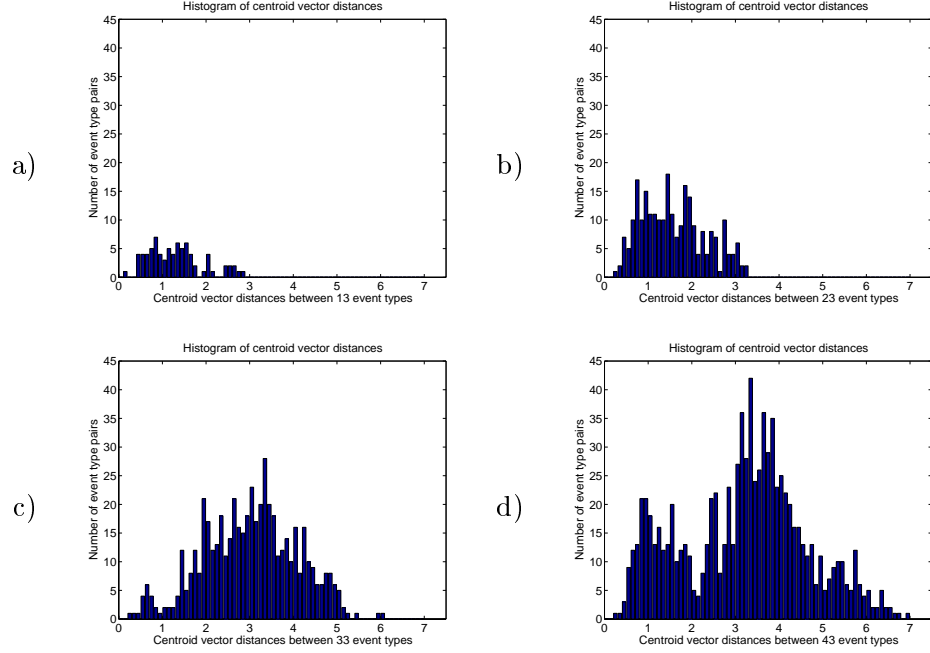 a)
Histogram of centroid vector distances
Number of event type pairs
45
40
35
30
25
20
15
10
5
0
0 1 2 3 4 5 6 7
Centroid vector distances between 13 event types
b)
Histogram of centroid vector distances
Number of event type pairs
45
40
35
30
25
20
15
10
5
0
0 1 2 3 4 5 6 7
Centroid vector distances between 23 event types
c)
Histogram of centroid vector distances
Number of event type pairs
45
40
35
30
25
20
15
10
5
0
0 1 2 3 4 5 6 7
Centroid vector distances between 33 event types
d)
Histogram of centroid vector distances
Number of event type pairs
45
40
35
30
25
20
15
10
5
0
0 1 2 3 4 5 6 7
Centroid vector distances between 43 event types